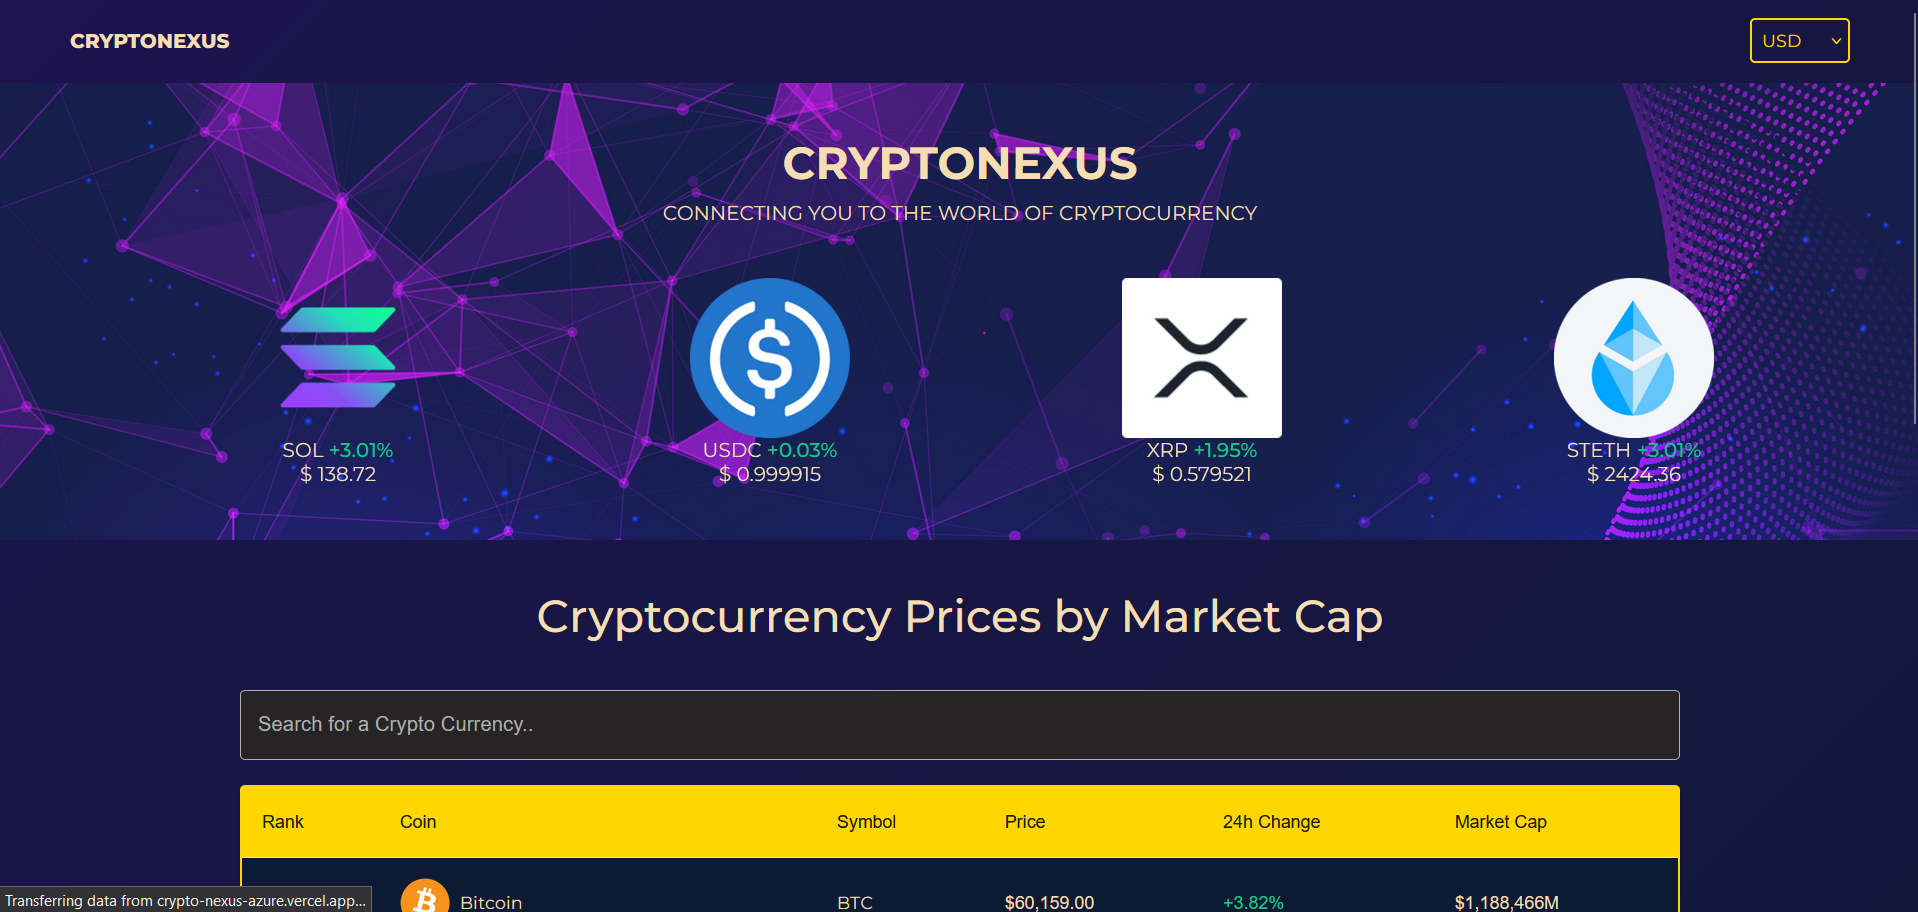 CRYPTONEXUS
USD
CRYPTONEXUS
CONNECTING YOU TO THE WORLD OF CRYPTOCURRENCY
SOL +3.01%
$ 138.72
USDC +0.03%
$ 0.999915
XRP +1.95%
$ 0.579521
STETH +3.01%
$ 2424.36
Cryptocurrency Prices by Market Cap
Search for a Crypto Currency..
Rank Coin Symbol Price 24h Change Market Cap
Bitcoin BTC $60,159.00 +3.82% $1,188,466M
Transferring data from crypto-nexus-azure.vercel.app...